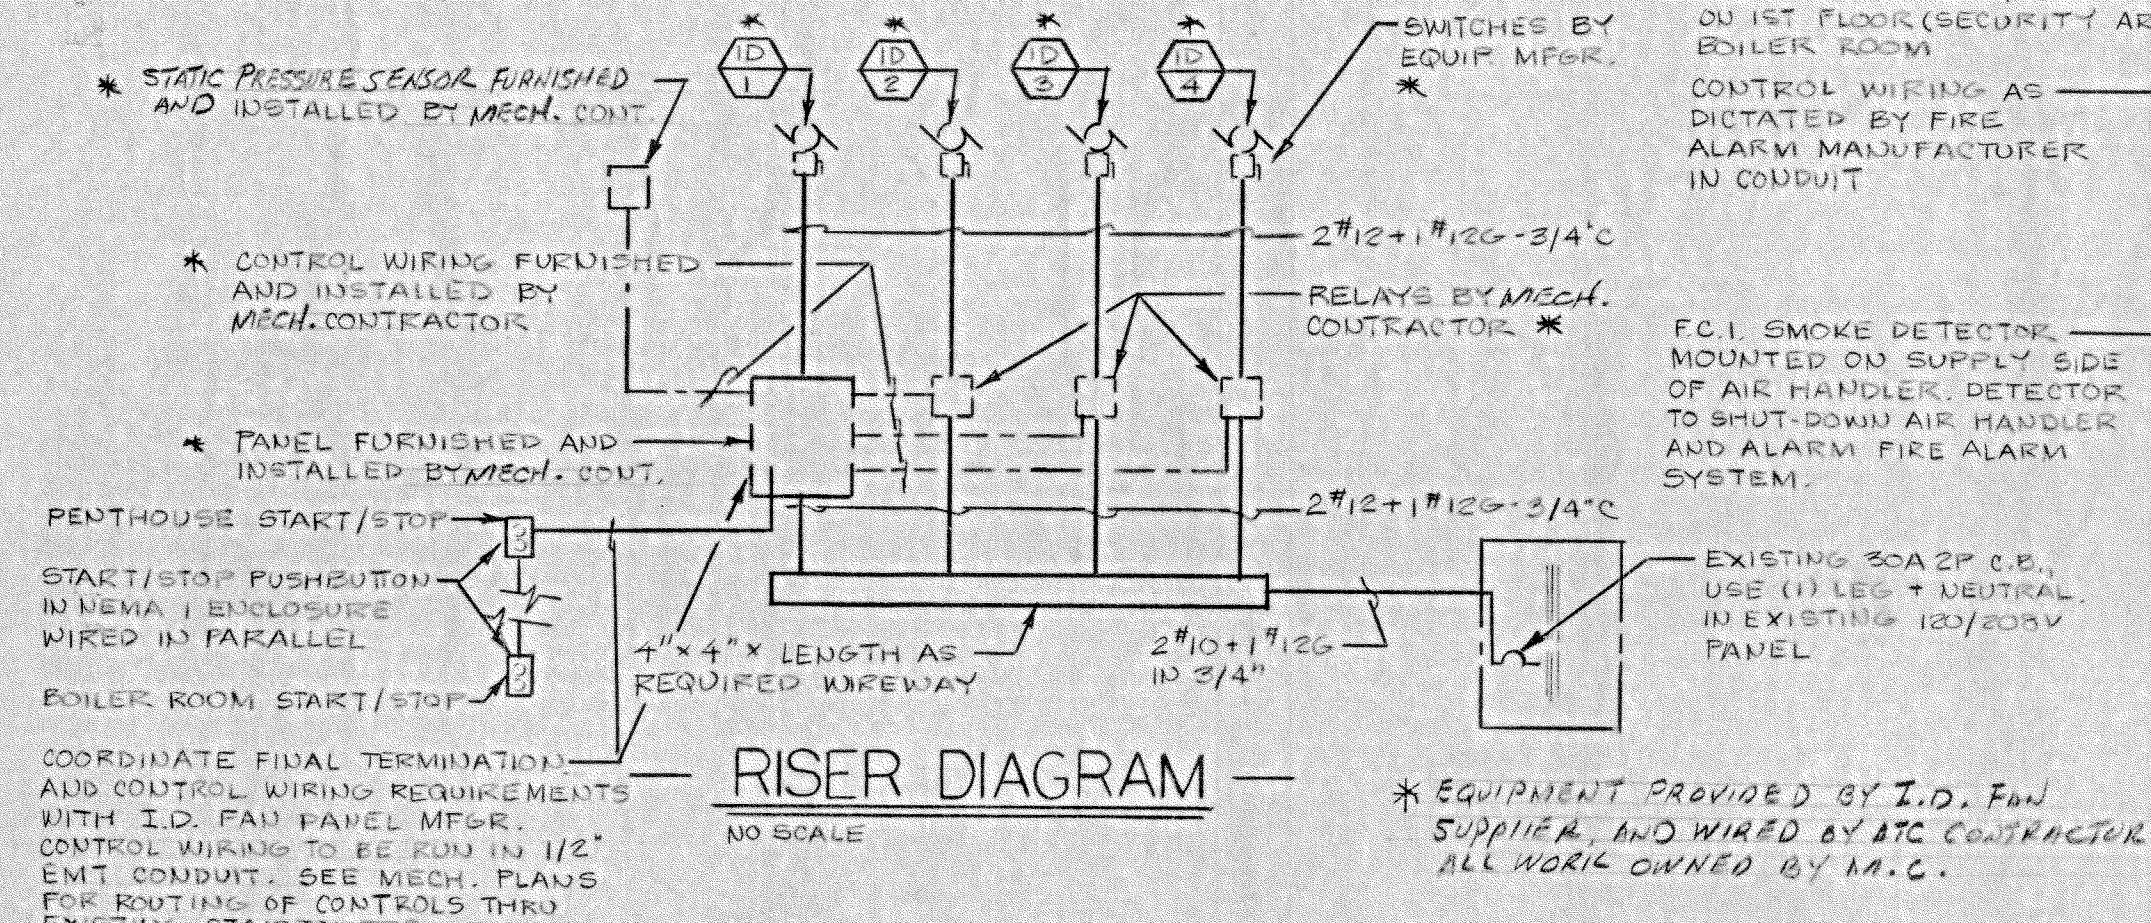 * * * *
ID 1
ID 2
ID 3
ID 4
SWITCHES BY
EQUIP. MFGR.
*
ON 1ST FLOOR (SECURITY AR
BOILER ROOM
* STATIC PRESSURE SENSOR FURNISHED
AND INSTALLED BY MECH. CONT.
CONTROL WIRING AS
DICTATED BY FIRE
ALARM MANUFACTURER
IN CONDUIT
2#12+1#12G-3/4"C
* CONTROL WIRING FURNISHED
AND INSTALLED BY
MECH. CONTRACTOR
RELAYS BY MECH.
CONTRACTOR *
F.C.I. SMOKE DETECTOR
MOUNTED ON SUPPLY SIDE
OF AIR HANDLER. DETECTOR
TO SHUT-DOWN AIR HANDLER
AND ALARM FIRE ALARM
SYSTEM.
* PANEL FURNISHED AND
INSTALLED BY MECH. CONT.
2#12+1#12G-3/4"C
PENTHOUSE START/STOP
START/STOP PUSHBUTTON
IN NEMA 1 ENCLOSURE
WIRED IN PARALLEL
BOILER ROOM START/STOP
4"x4"x LENGTH AS
REQUIRED WIREWAY
2#10+1#12G
IN 3/4"
EXISTING 30A 2P C.B.,
USE (1) LEG + NEUTRAL.
IN EXISTING 120/208V
PANEL
COORDINATE FINAL TERMINATION
AND CONTROL WIRING REQUIREMENTS
WITH I.D. FAN PANEL MFGR.
CONTROL WIRING TO BE RUN IN 1/2"
EMT CONDUIT. SEE MECH. PLANS
FOR ROUTING OF CONTROLS THRU
RISER DIAGRAM
NO SCALE
* EQUIPMENT PROVIDED BY I.D. FAN
SUPPLIER, AND WIRED BY ATC CONTRACTOR
ALL WORK OWNED BY M.C.